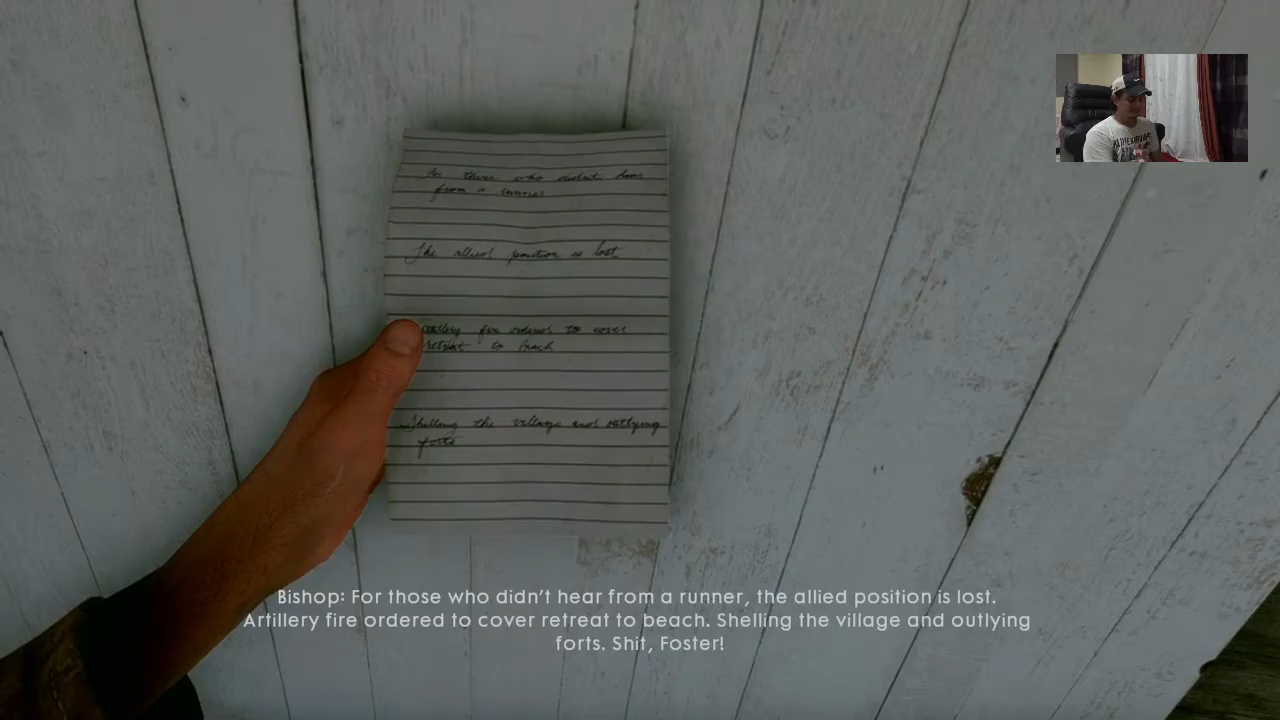 for those who didnt hear
from a runner
The allied position is lost
Artillery fire ordered to cover
retreat to beach
Shelling the village and outlying
forts
Bishop: For those who didn't hear from a runner, the allied position is lost.
Artillery fire ordered to cover retreat to beach. Shelling the village and outlying
forts. Shit, Foster!